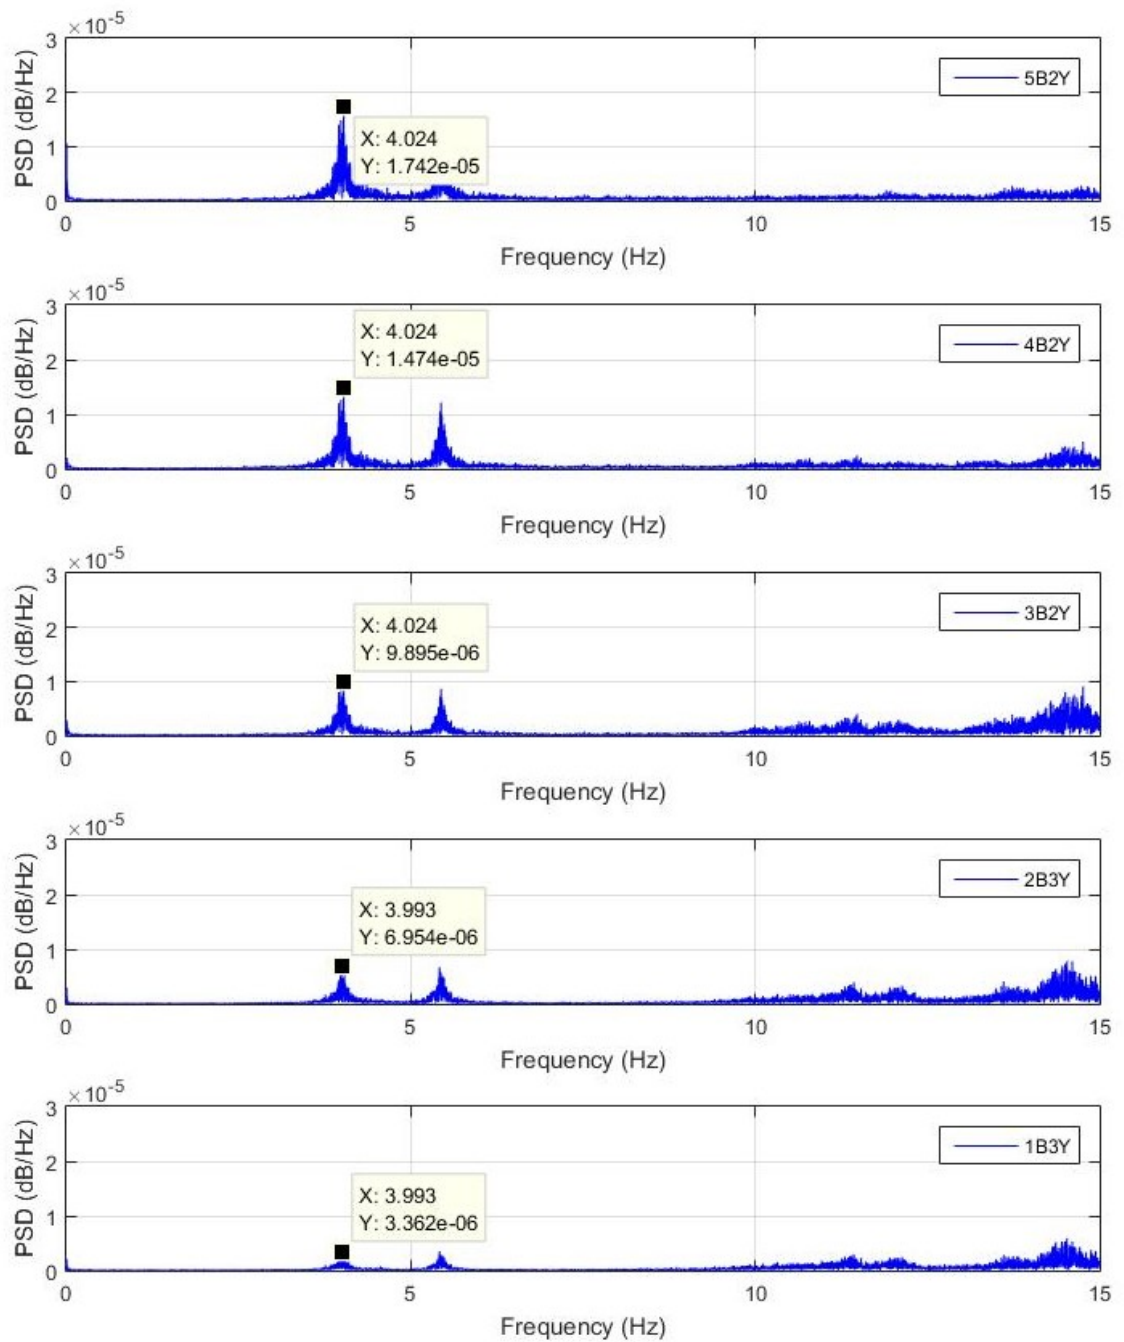 ×10-5
3
2
1
0
PSD (dB/Hz)
5B2Y
X: 4.024
Y: 1.742e-05
0 5 10 15
Frequency (Hz)
×10-5
3
2
1
0
PSD (dB/Hz)
4B2Y
X: 4.024
Y: 1.474e-05
0 5 10 15
Frequency (Hz)
×10-5
3
2
1
0
PSD (dB/Hz)
3B2Y
X: 4.024
Y: 9.895e-06
0 5 10 15
Frequency (Hz)
×10-5
3
2
1
0
PSD (dB/Hz)
2B3Y
X: 3.993
Y: 6.954e-06
0 5 10 15
Frequency (Hz)
×10-5
3
2
1
0
PSD (dB/Hz)
1B3Y
X: 3.993
Y: 3.362e-06
0 5 10 15
Frequency (Hz)